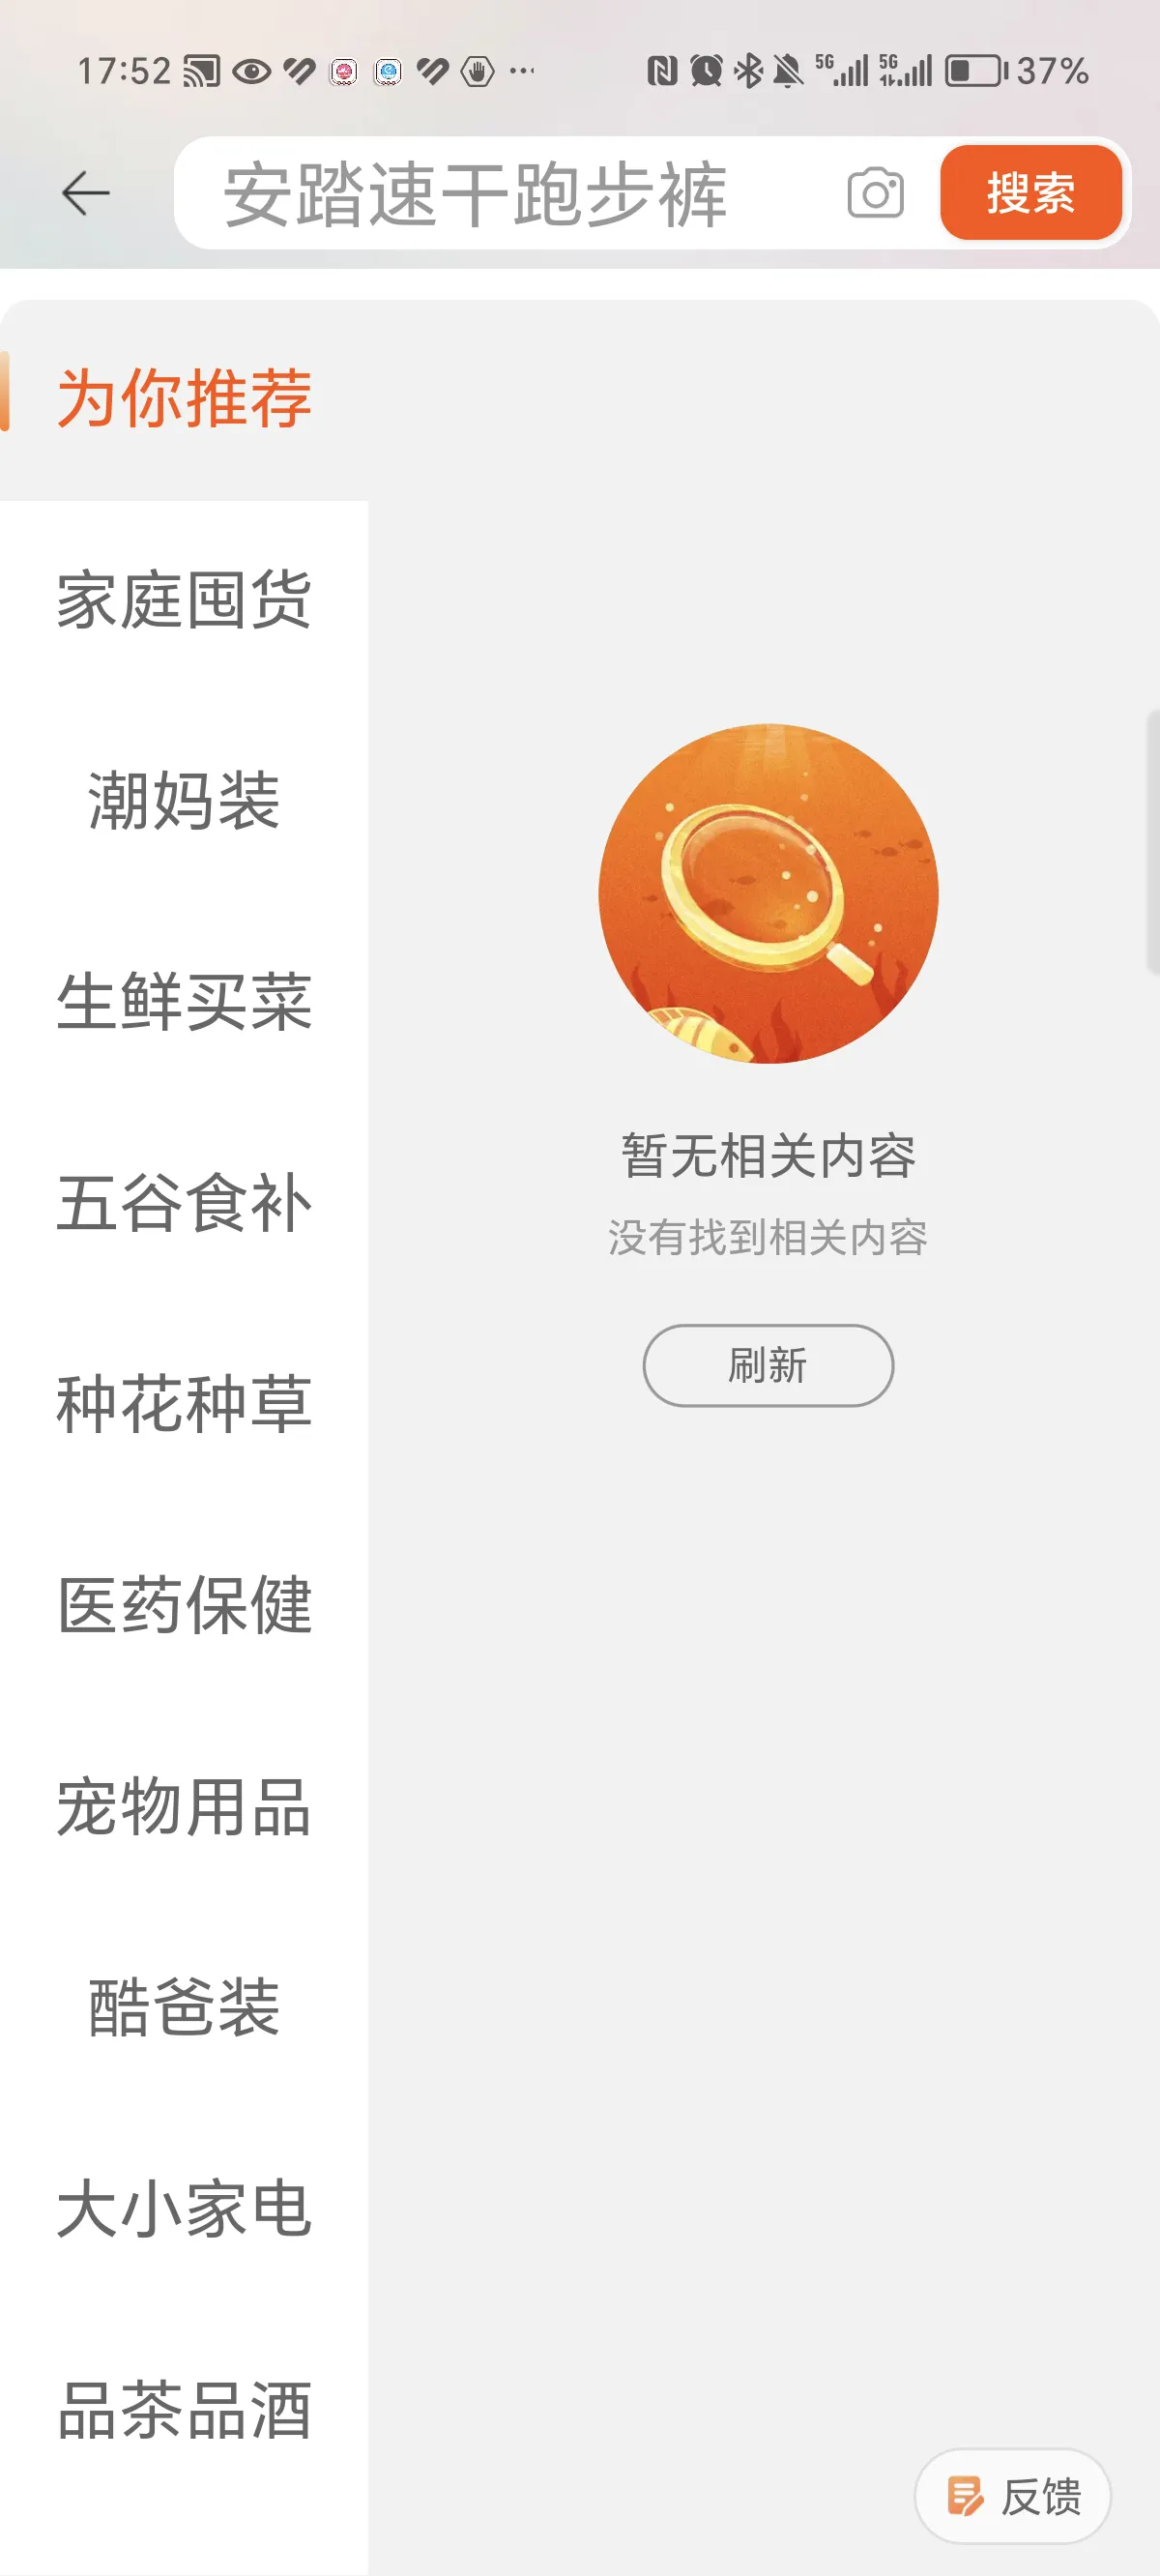 17:52 5G 5G 37%
安踏速干跑步裤 搜索
为你推荐
家庭囤货
潮妈装
生鲜买菜
五谷食补
种花种草
医药保健
宠物用品
酷爸装
大小家电
品茶品酒
暂无相关内容
没有找到相关内容
刷新
反馈